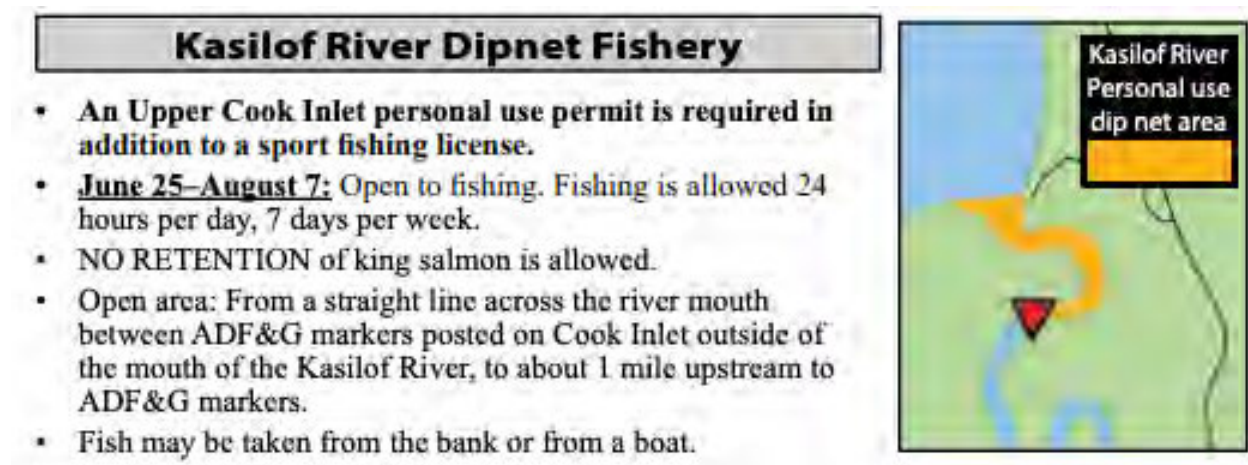 Kasilof River Dipnet Fishery
• An Upper Cook Inlet personal use permit is required in
addition to a sport fishing license.
• June 25–August 7: Open to fishing. Fishing is allowed 24
hours per day, 7 days per week.
• NO RETENTION of king salmon is allowed.
• Open area: From a straight line across the river mouth
between ADF&G markers posted on Cook Inlet outside of
the mouth of the Kasilof River, to about 1 mile upstream to
ADF&G markers.
• Fish may be taken from the bank or from a boat.
Kasilof River
Personal use
dip net area